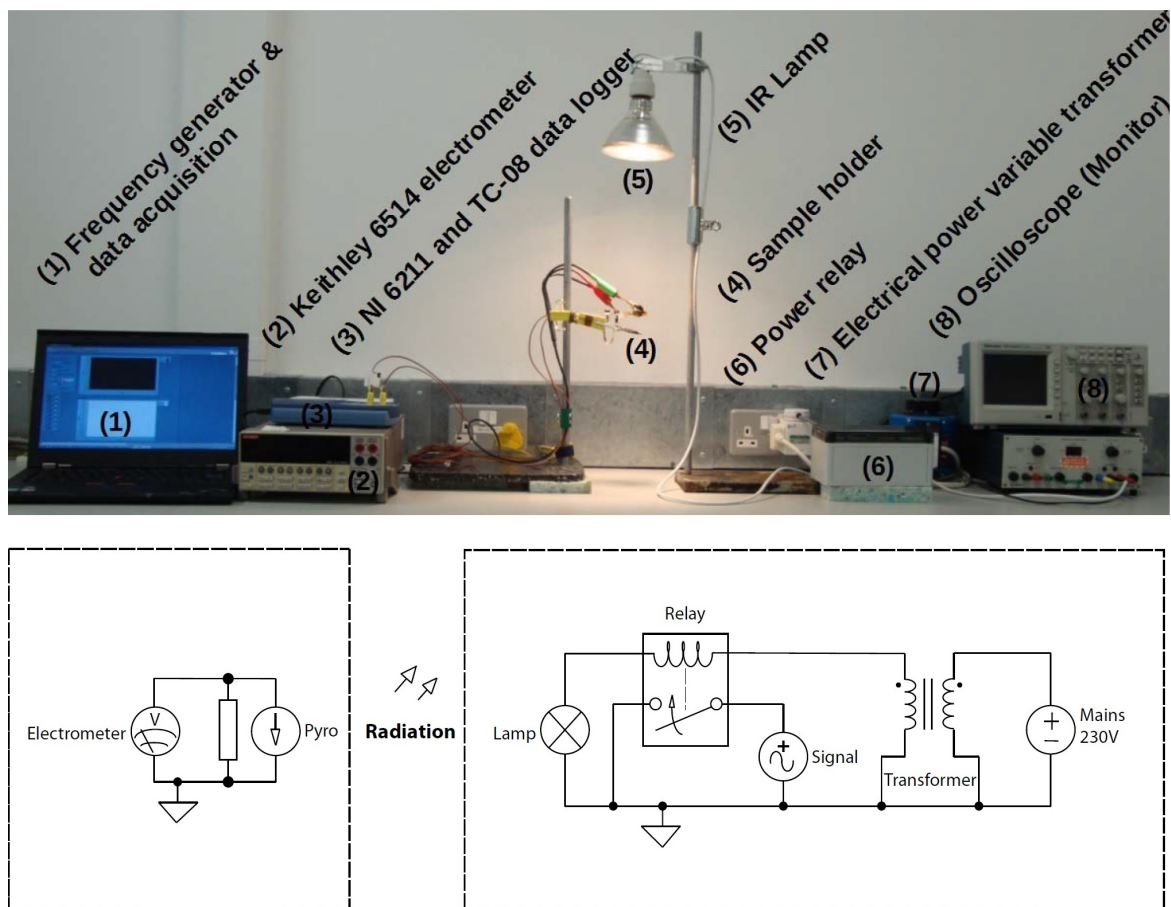 (1) Frequency generator &
data acquisition
(2) Keithley 6514 electrometer
(3) NI 6211 and TC-08 data logger
(5) IR Lamp
(4) Sample holder
(6) Power relay
(7) Electrical power variable transformer
(8) Oscilloscope (Monitor)
(5)
(4)
(1)
(3)
(2)
(7)
(8)
(6)
Relay
Electrometer
V
Pyro
Radiation
Lamp
Signal
Transformer
Mains
230V